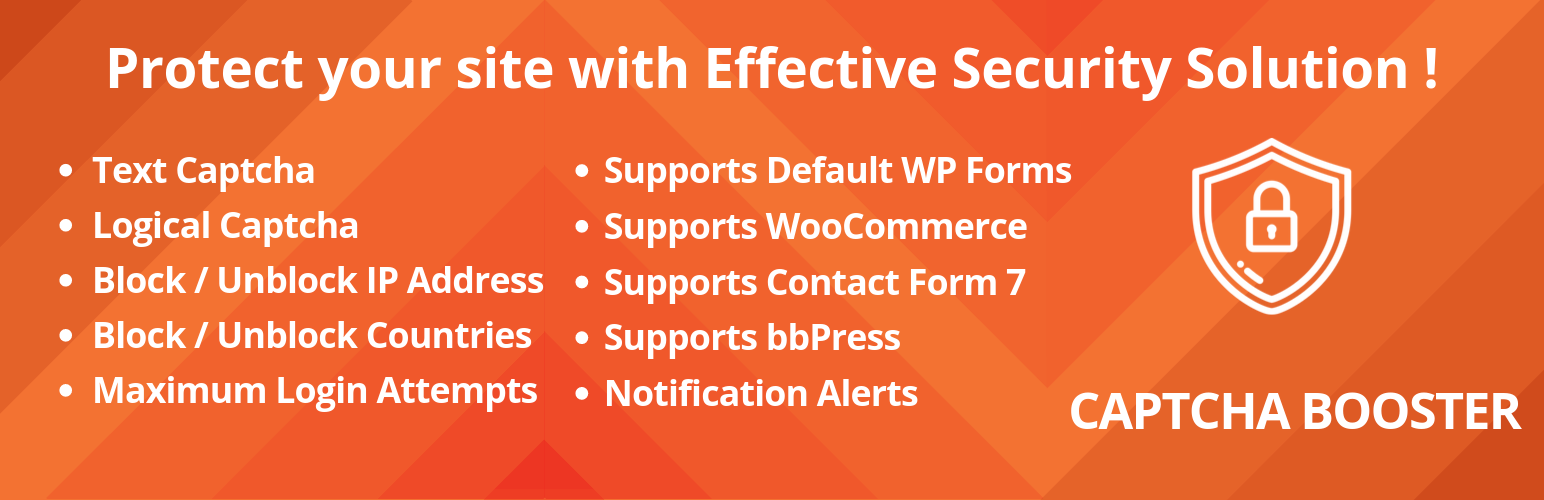 Protect your site with Effective Security Solution !
• Text Captcha
• Logical Captcha
• Block / Unblock IP Address
• Block / Unblock Countries
• Maximum Login Attempts
• Supports Default WP Forms
• Supports WooCommerce
• Supports Contact Form 7
• Supports bbPress
• Notification Alerts
CAPTCHA BOOSTER